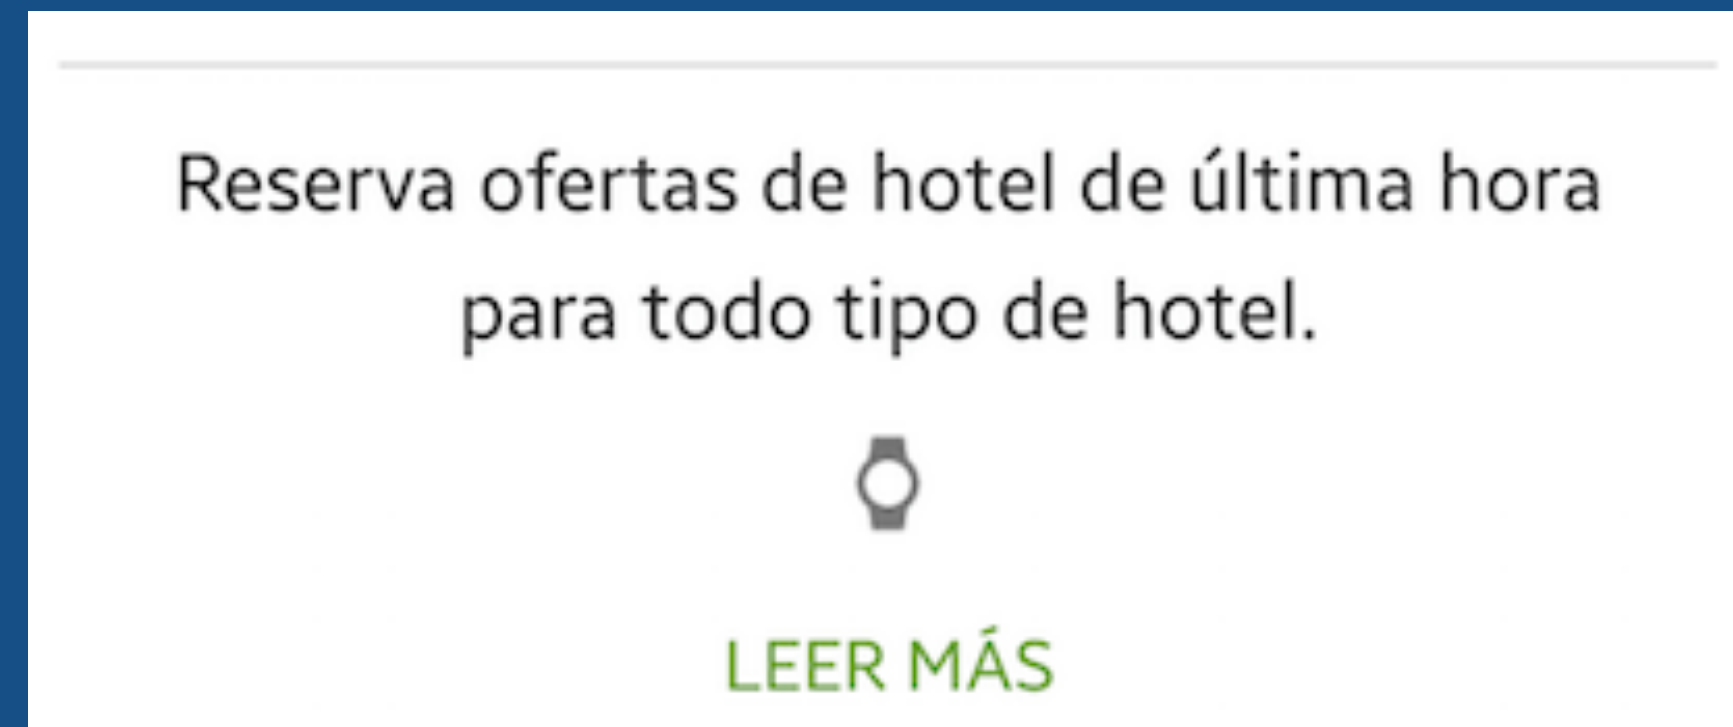 Reserva ofertas de hotel de última hora
para todo tipo de hotel.
LEER MÁS